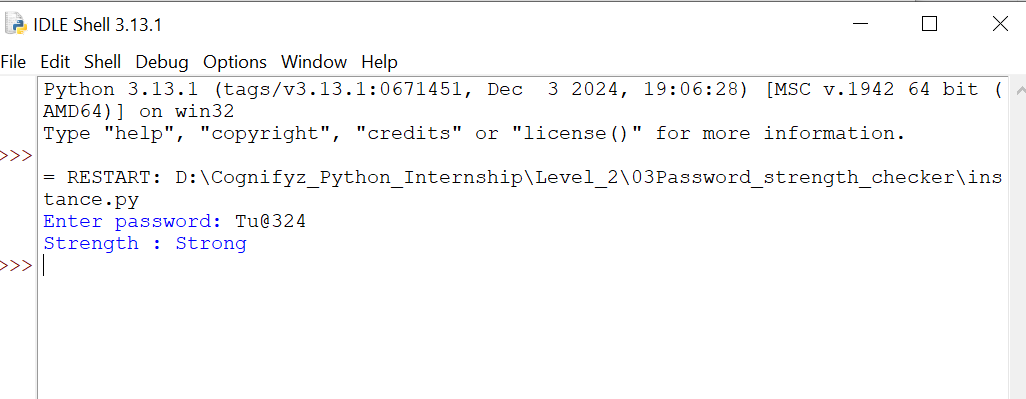 IDLE Shell 3.13.1
File Edit Shell Debug Options Window Help
Python 3.13.1 (tags/v3.13.1:0671451, Dec  3 2024, 19:06:28) [MSC v.1942 64 bit (
AMD64)] on win32
Type "help", "copyright", "credits" or "license()" for more information.
>>>
= RESTART: D:\Cognifyz_Python_Internship\Level_2\03Password_strength_checker\ins
tance.py
Enter password: Tu@324
Strength : Strong
>>>